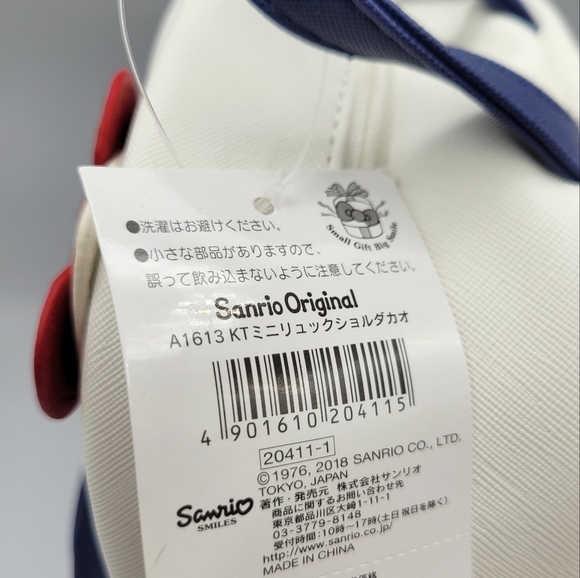 Small Gift Big Smile
●洗濯はお避けください。
●小さな部品がありますので、
誤って飲み込まないように注意してください。
Sanrio Original
A1613 KTミニリュックショルダカオ
4 901610 204115
20411-1
©1976, 2018 SANRIO CO., LTD.
TOKYO, JAPAN
著作・発売元 株式会社サンリオ
商品に関するお問い合わせ先
東京都品川区大崎1-11-1
03-3779-8148
受付時間:10時～17時(土日祝日を除く)
http://www.sanrio.co.jp/
MADE IN CHINA
Sanrio
SMILES